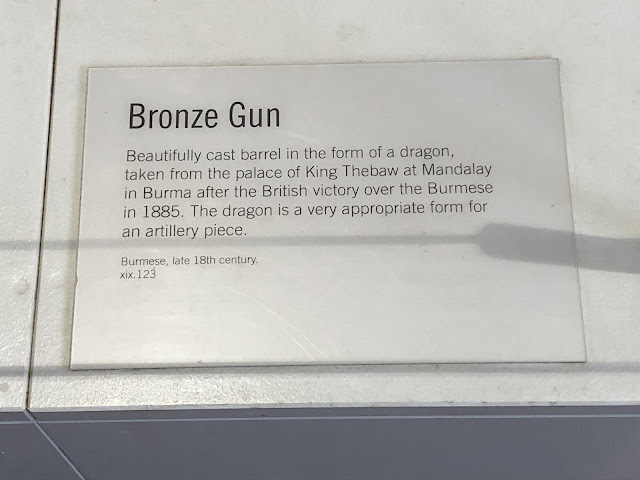 Bronze Gun
Beautifully cast barrel in the form of a dragon,
taken from the palace of King Thebaw at Mandalay
in Burma after the British victory over the Burmese
in 1885. The dragon is a very appropriate form for
an artillery piece.
Burmese, late 18th century.
xix.123